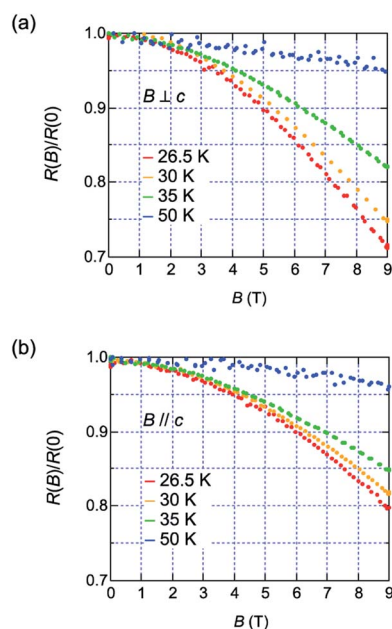 (a)
1.0
0.9
0.8
0.7
R(B)/R(0)
B ⊥ c
26.5 K
30 K
35 K
50 K
0 1 2 3 4 5 6 7 8 9
B (T)
(b)
1.0
0.9
0.8
0.7
R(B)/R(0)
B // c
26.5 K
30 K
35 K
50 K
0 1 2 3 4 5 6 7 8 9
B (T)